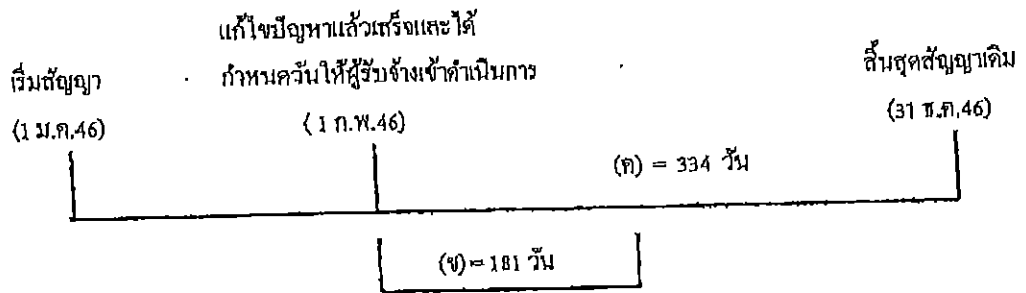 แก้ไขปัญหาแล้วเสร็จและได้
เริ่มสัญญา
กำหนดวันให้ผู้รับจ้างเข้าดำเนินการ
สิ้นสุดสัญญาเดิม
(1 ม.ค.46)
(1 ก.พ.46)
(31 ธ.ค.46)
(ค) = 334 วัน
(ข) = 181 วัน